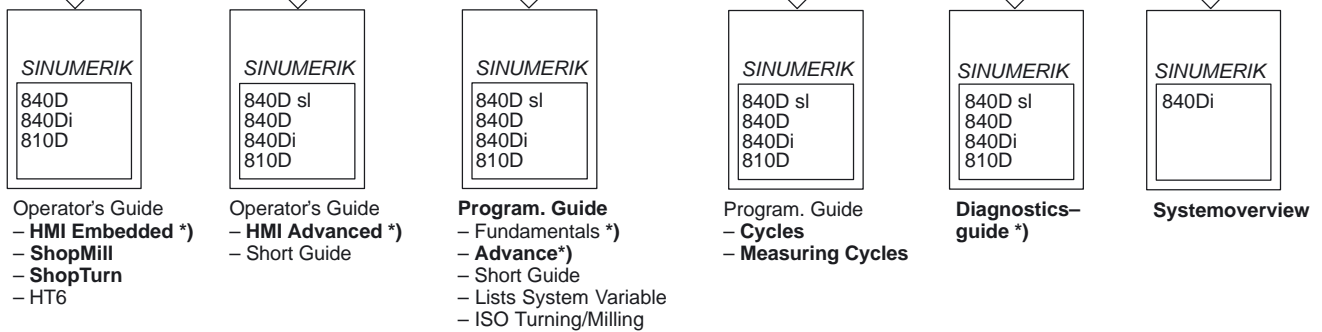 SINUMERIK
840D
840Di
810D
Operator's Guide
– HMI Embedded *)
– ShopMill
– ShopTurn
– HT6
SINUMERIK
840D sl
840D
840Di
810D
Operator's Guide
– HMI Advanced *)
– Short Guide
SINUMERIK
840D sl
840D
840Di
810D
Program. Guide
– Fundamentals *)
– Advance*)
– Short Guide
– Lists System Variable
– ISO Turning/Milling
SINUMERIK
840D sl
840D
840Di
810D
Program. Guide
– Cycles
– Measuring Cycles
SINUMERIK
840D sl
840D
840Di
810D
Diagnostics–
guide *)
SINUMERIK
840Di
Systemoverview